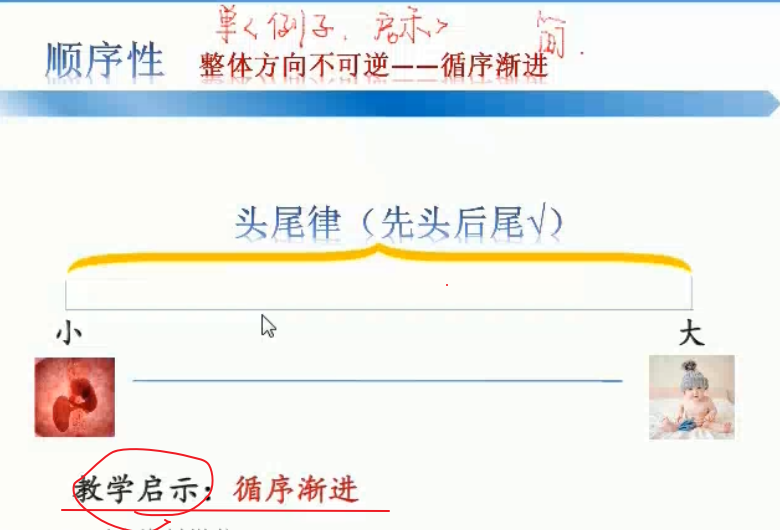 单<例子、启示>  简.
顺序性 整体方向不可逆——循序渐进
头尾律（先头后尾√）
小 大
教学启示：循序渐进